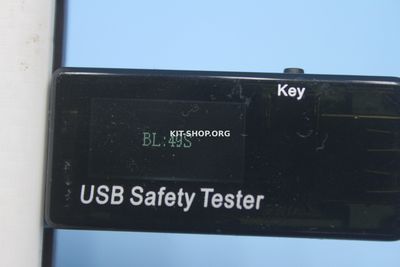 Key
KIT-SHOP.ORG
BL:49S
USB Safety Tester